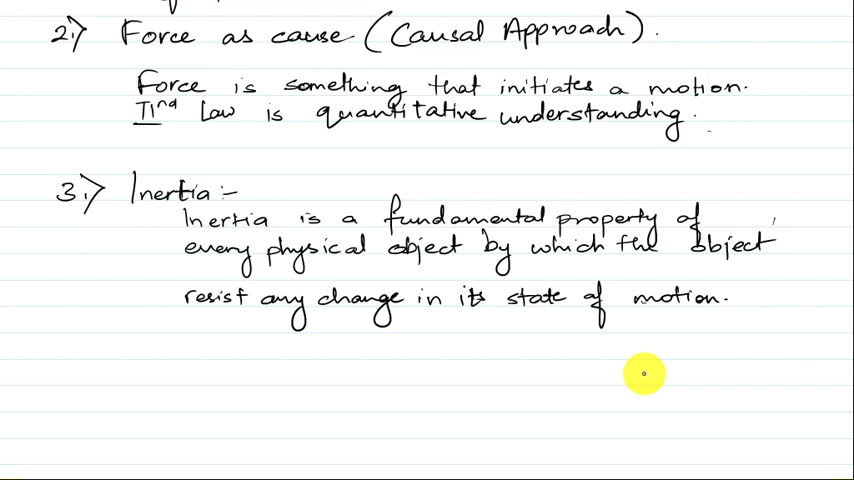 2.) Force as cause (Causal Approach).
Force is something that initiates a motion.
IInd Law is quantitative understanding.
3.) Inertia :-
Inertia is a fundamental property of
every physical object by which the object
resist any change in its state of motion.